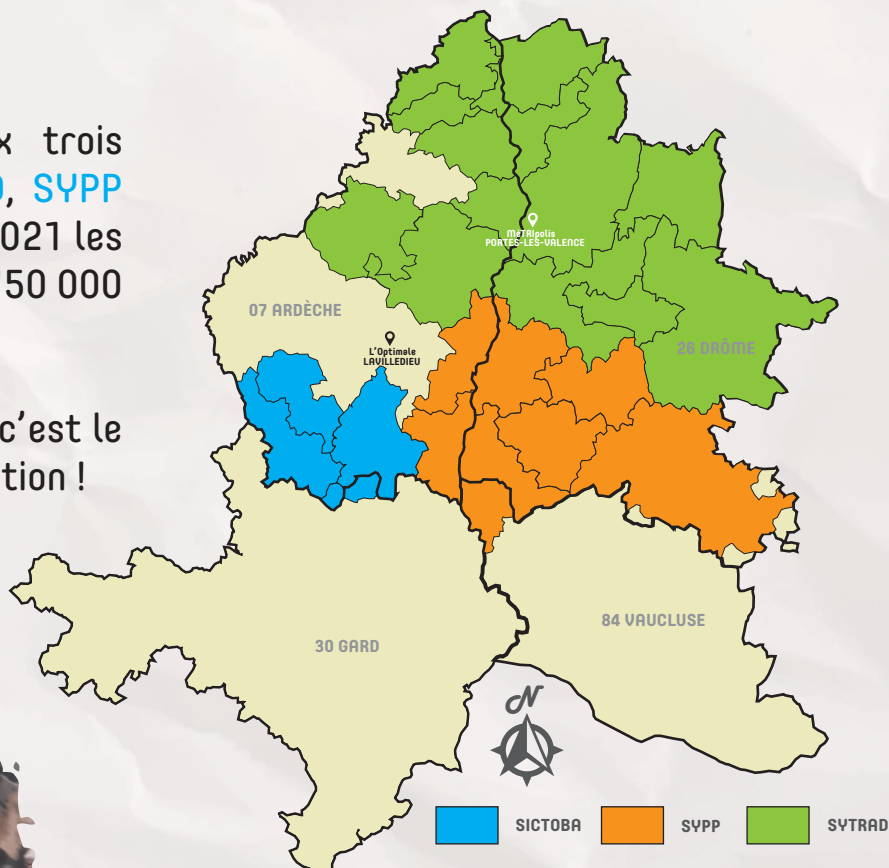 x trois
, SYPP
021 les
50 000
c'est le
tion !
MéTRIpolis
PORTES-LES-VALENCE
07 ARDÈCHE
L'Optimale
LAVILLEDIEU
26 DRÔME
84 VAUCLUSE
30 GARD
N
SICTOBA
SYPP
SYTRAD